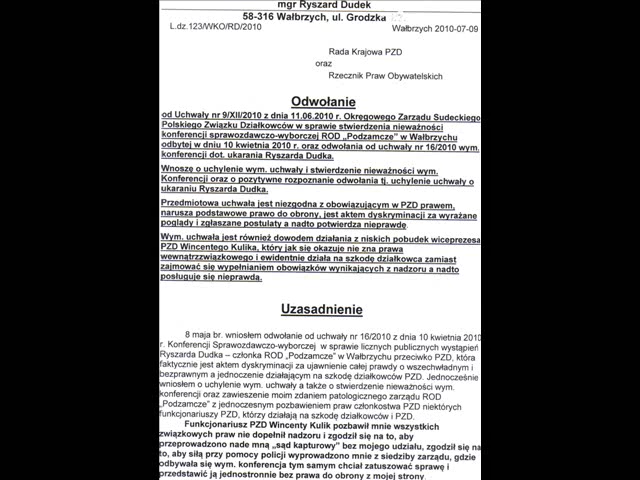 mgr Ryszard Dudek
58-316 Wałbrzych, ul. Grodzka
L.dz.123/WKO/RD/2010 Wałbrzych 2010-07-09
Rada Krajowa PZD
oraz
Rzecznik Praw Obywatelskich
Odwołanie
od Uchwały nr 9/XII/2010 z dnia 11.06.2010 r. Okręgowego Zarządu Sudeckiego
Polskiego Związku Działkowców w sprawie stwierdzenia nieważności
konferencji sprawozdawczo-wyborczej ROD „Podzamcze" w Wałbrzychu
odbytej w dniu 10 kwietnia 2010 r. oraz odwołania od uchwały nr 16/2010 wym.
konferencji dot. ukarania Ryszarda Dudka.
Wnoszę o uchylenie wym. uchwały i stwierdzenie nieważności wym.
Konferencji oraz o pozytywne rozpoznanie odwołania tj. uchylenie uchwały o
ukaraniu Ryszarda Dudka.
Przedmiotowa uchwała jest niezgodna z obowiązującym w PZD prawem,
narusza podstawowe prawo do obrony, jest aktem dyskryminacji za wyrażane
poglądy i zgłaszane postulaty a nadto potwierdza nieprawdę.
Wym. uchwała jest również dowodem działania z niskich pobudek wiceprezesa
PZD Wincentego Kulika, który jak się okazuje nie zna prawa
wewnątrzzwiązkowego i ewidentnie działa na szkodę działkowca zamiast
zajmować się wypełnianiem obowiązków wynikających z nadzoru a nadto
posługuje się nieprawdą.
Uzasadnienie
8 maja br. wniosłem odwołanie od uchwały nr 16/2010 z dnia 10 kwietnia 2010
r. Konferencji Sprawozdawczo-wyborczej w sprawie licznych publicznych wystąpień
Ryszarda Dudka – członka ROD „Podzamcze" w Wałbrzychu przeciwko PZD, która
faktycznie jest aktem dyskryminacji za ujawnienie całej prawdy o wszechwładnym i
bezprawnym a jednocześnie działającym na szkodę działkowców PZD. Jednocześnie
wniosłem o uchylenie wym. uchwały a także o stwierdzenie nieważności wym.
konferencji oraz zawieszenie moim zdaniem patologicznego zarządu ROD
„Podzamcze" z jednoczesnym pozbawieniem praw członkostwa PZD niektórych
funkcjonariuszy PZD, którzy działają na szkodę działkowców i PZD.
Funkcjonariusz PZD Wincenty Kulik pozbawił mnie wszystkich
związkowych praw nie dopełnił nadzoru i zgodził się na to, aby
przeprowadzono nade mną „sąd kapturowy" bez mojego udziału, zgodził się na
to, aby siłą przy pomocy policji wyprowadzono mnie z siedziby zarządu, gdzie
odbywała się wym. konferencja tym samym chciał zatuszować sprawę i
przedstawić ją jednostronnie bez prawa do obrony z mojej strony.